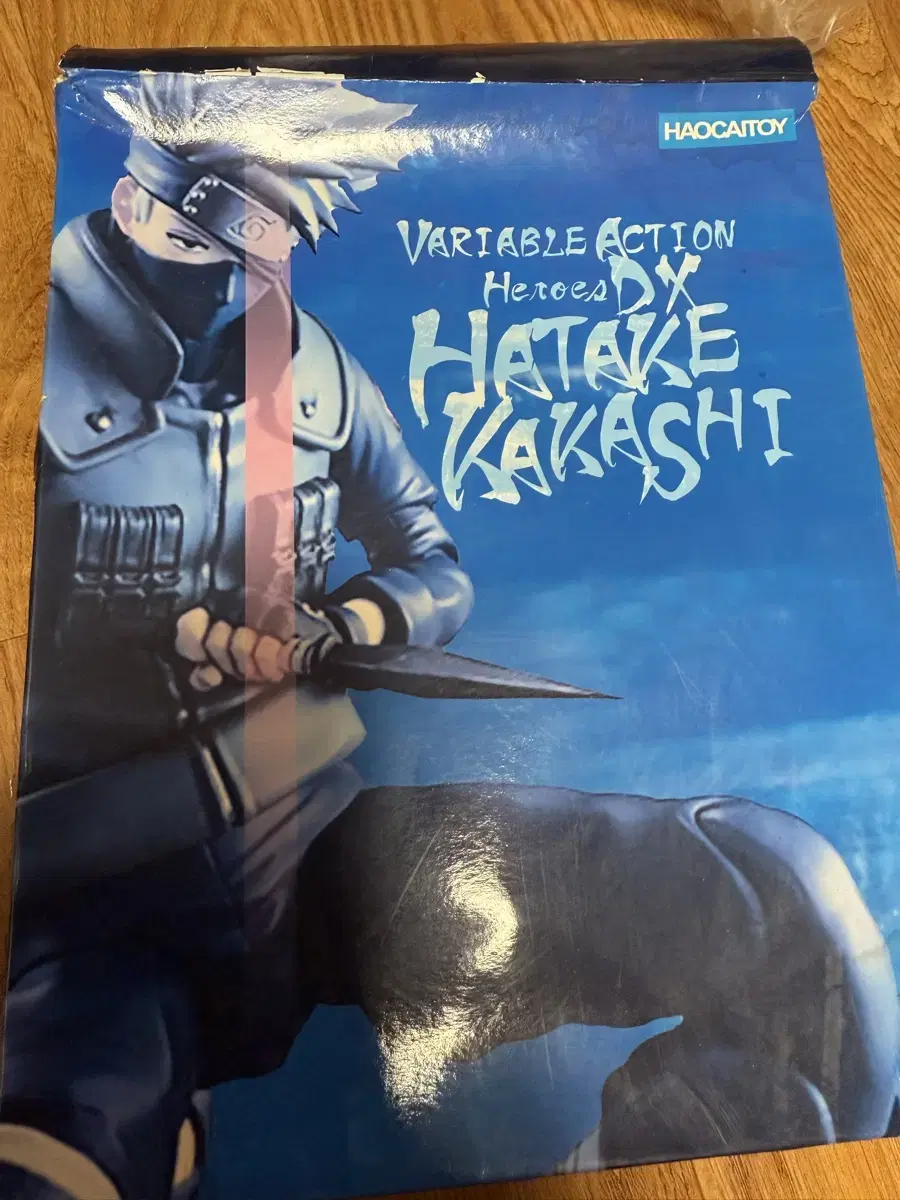 HAOCAITOY
VARIABLE ACTION
Heroes DX
HATAKE
KAKASHI